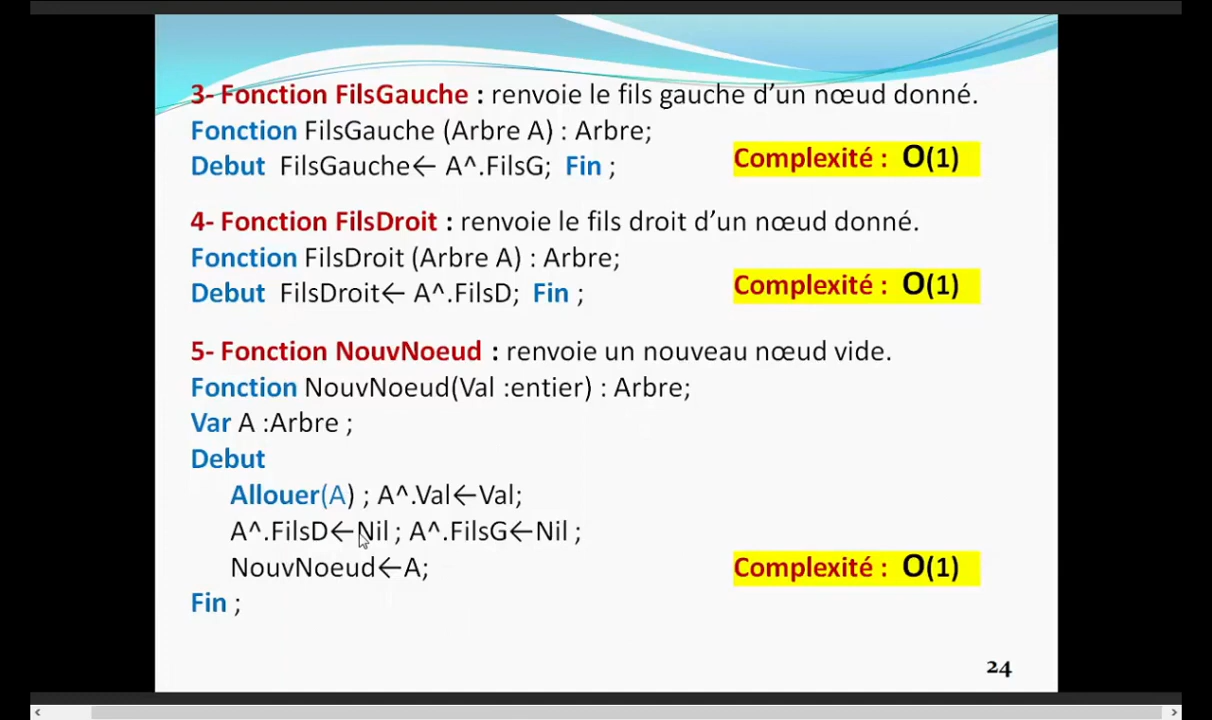 3- Fonction FilsGauche : renvoie le fils gauche d’un nœud donné.
Fonction FilsGauche (Arbre A) : Arbre;
Debut FilsGauche← A^.FilsG; Fin ;
Complexité : O(1)
4- Fonction FilsDroit : renvoie le fils droit d’un nœud donné.
Fonction FilsDroit (Arbre A) : Arbre;
Debut FilsDroit← A^.FilsD; Fin ;
Complexité : O(1)
5- Fonction NouvNoeud : renvoie un nouveau nœud vide.
Fonction NouvNoeud(Val :entier) : Arbre;
Var A :Arbre ;
Debut
Allouer(A) ; A^.Val←Val;
A^.FilsD←Nil ; A^.FilsG←Nil ;
NouvNoeud←A;
Complexité : O(1)
Fin ;
24